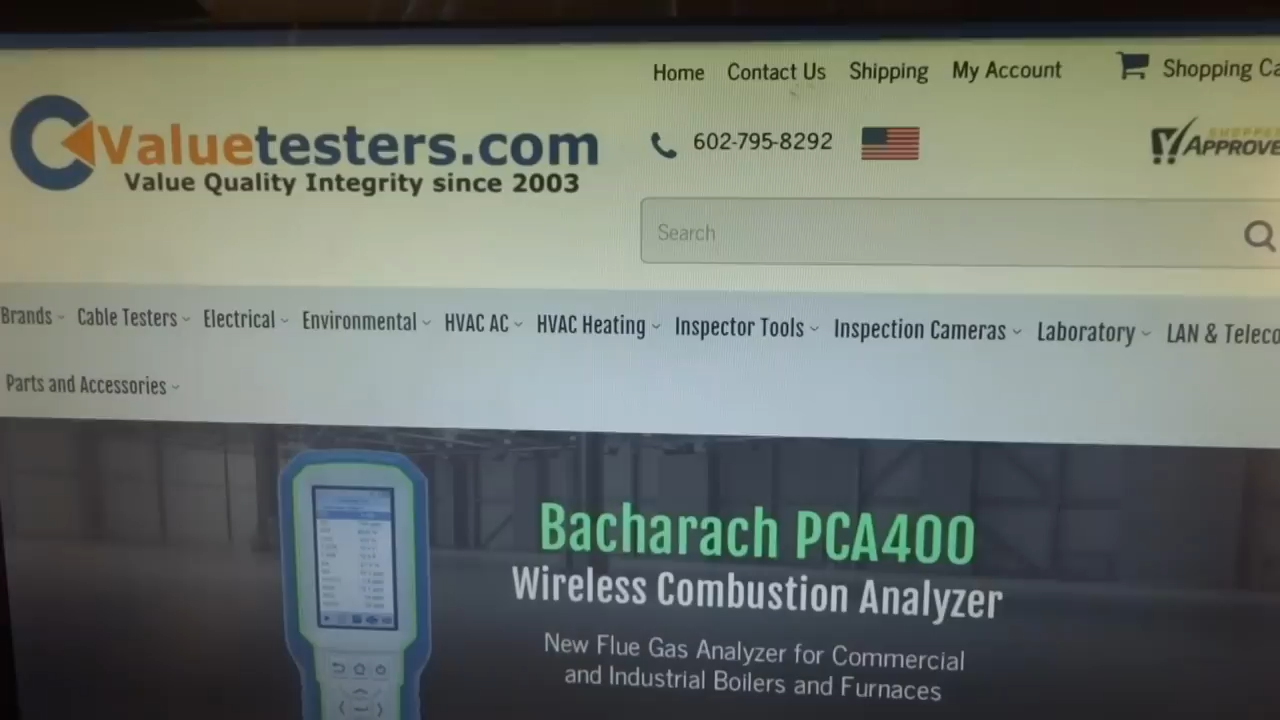 Home Contact Us Shipping My Account Shopping Ca
Valuetesters.com
Value Quality Integrity since 2003
602-795-8292
SHOPPE
APPROVE
Search
Brands Cable Testers Electrical Environmental HVAC AC HVAC Heating Inspector Tools Inspection Cameras Laboratory LAN & Teleco
Parts and Accessories
Bacharach PCA400
Wireless Combustion Analyzer
New Flue Gas Analyzer for Commercial
and Industrial Boilers and Furnaces